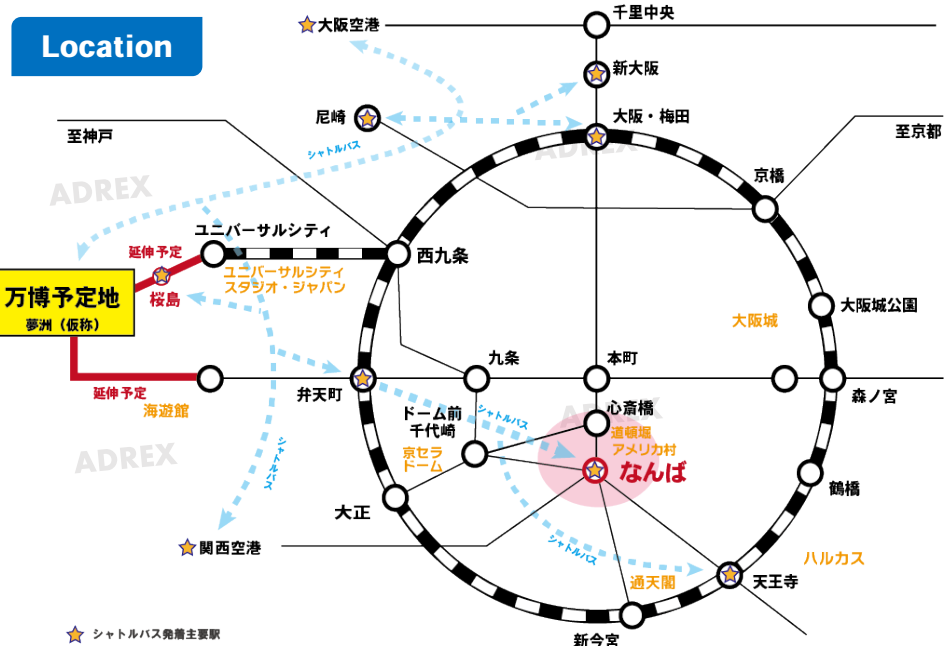 Location
大阪空港
千里中央
新大阪
尼崎
大阪・梅田
至神戸
シャトルバス
至京都
ADREX
京橋
ADREX
ユニバーサルシティ
延伸予定
西九条
ユニバーサルシティ
スタジオ・ジャパン
万博予定地
夢洲（仮称）
桜島
大阪城公園
大阪城
九条
本町
延伸予定
弁天町
森ノ宮
海遊館
ドーム前
千代崎
シャトルバス
心斎橋
ADREX
道頓堀
アメリカ村
京セラ
ドーム
なんば
ADREX
シャトルバス
鶴橋
大正
関西空港
シャトルバス
ハルカス
通天閣
天王寺
新今宮
シャトルバス発着主要駅